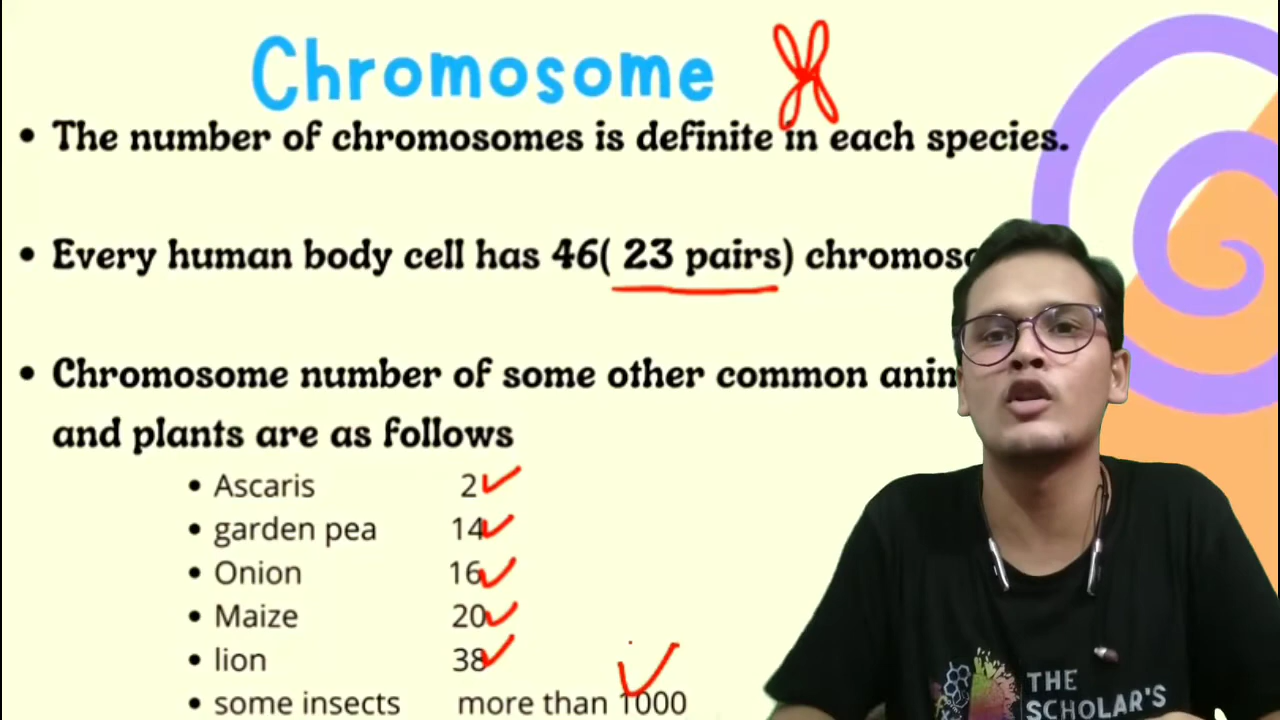 Chromosome
• The number of chromosomes is definite in each species.
• Every human body cell has 46( 23 pairs) chromoso
• Chromosome number of some other common anim
and plants are as follows
• Ascaris 2
• garden pea 14
• Onion 16
• Maize 20
• lion 38
• some insects more than 1000
THE
SCHOLAR'S